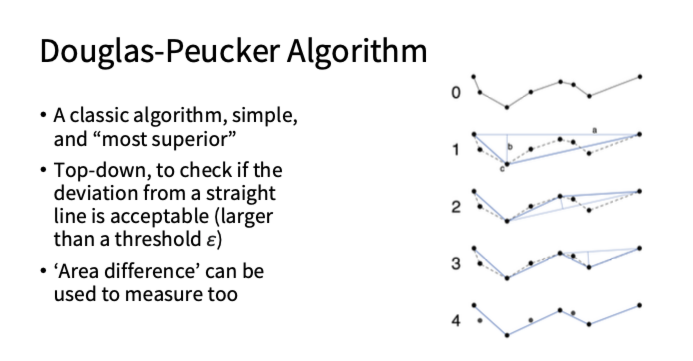 Douglas-Peucker Algorithm
• A classic algorithm, simple,
and “most superior”
• Top-down, to check if the
deviation from a straight
line is acceptable (larger
than a threshold ε)
• ‘Area difference’ can be
used to measure too
0
1
a
b
c
2
3
4